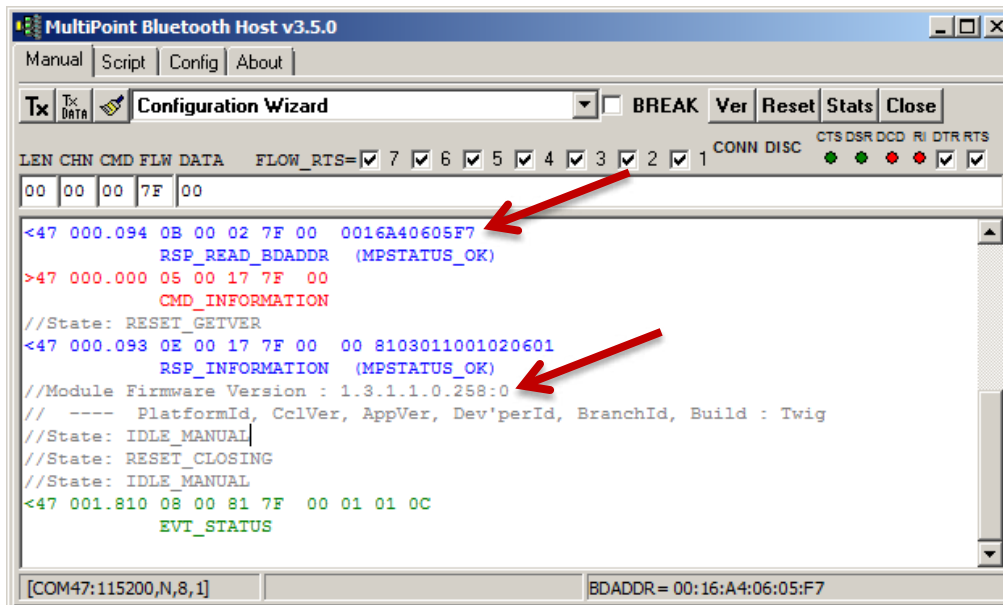 MultiPoint Bluetooth Host v3.5.0
Manual Script Config About
Tx Tx DATA Configuration Wizard BREAK Ver Reset Stats Close
LEN CHN CMD FLW DATA FLOW_RTS= 7 6 5 4 3 2 1 CONN DISC CTS DSR DCD RI DTR RTS
00 00 00 7F 00
<47 000.094 0B 00 02 7F 00 0016A40605F7
RSP_READ_BDADDR (MPSTATUS_OK)
>47 000.000 05 00 17 7F 00
CMD_INFORMATION
//State: RESET_GETVER
<47 000.093 0E 00 17 7F 00 00 8103011001020601
RSP_INFORMATION (MPSTATUS_OK)
//Module Firmware Version : 1.3.1.1.0.258:0
// ---- PlatformId, CclVer, AppVer, Dev'perId, BranchId, Build : Twig
//State: IDLE_MANUAL
//State: RESET_CLOSING
//State: IDLE_MANUAL
<47 001.810 08 00 81 7F 00 01 01 0C
EVT_STATUS
[COM47:115200,N,8,1] BDADDR= 00:16:A4:06:05:F7